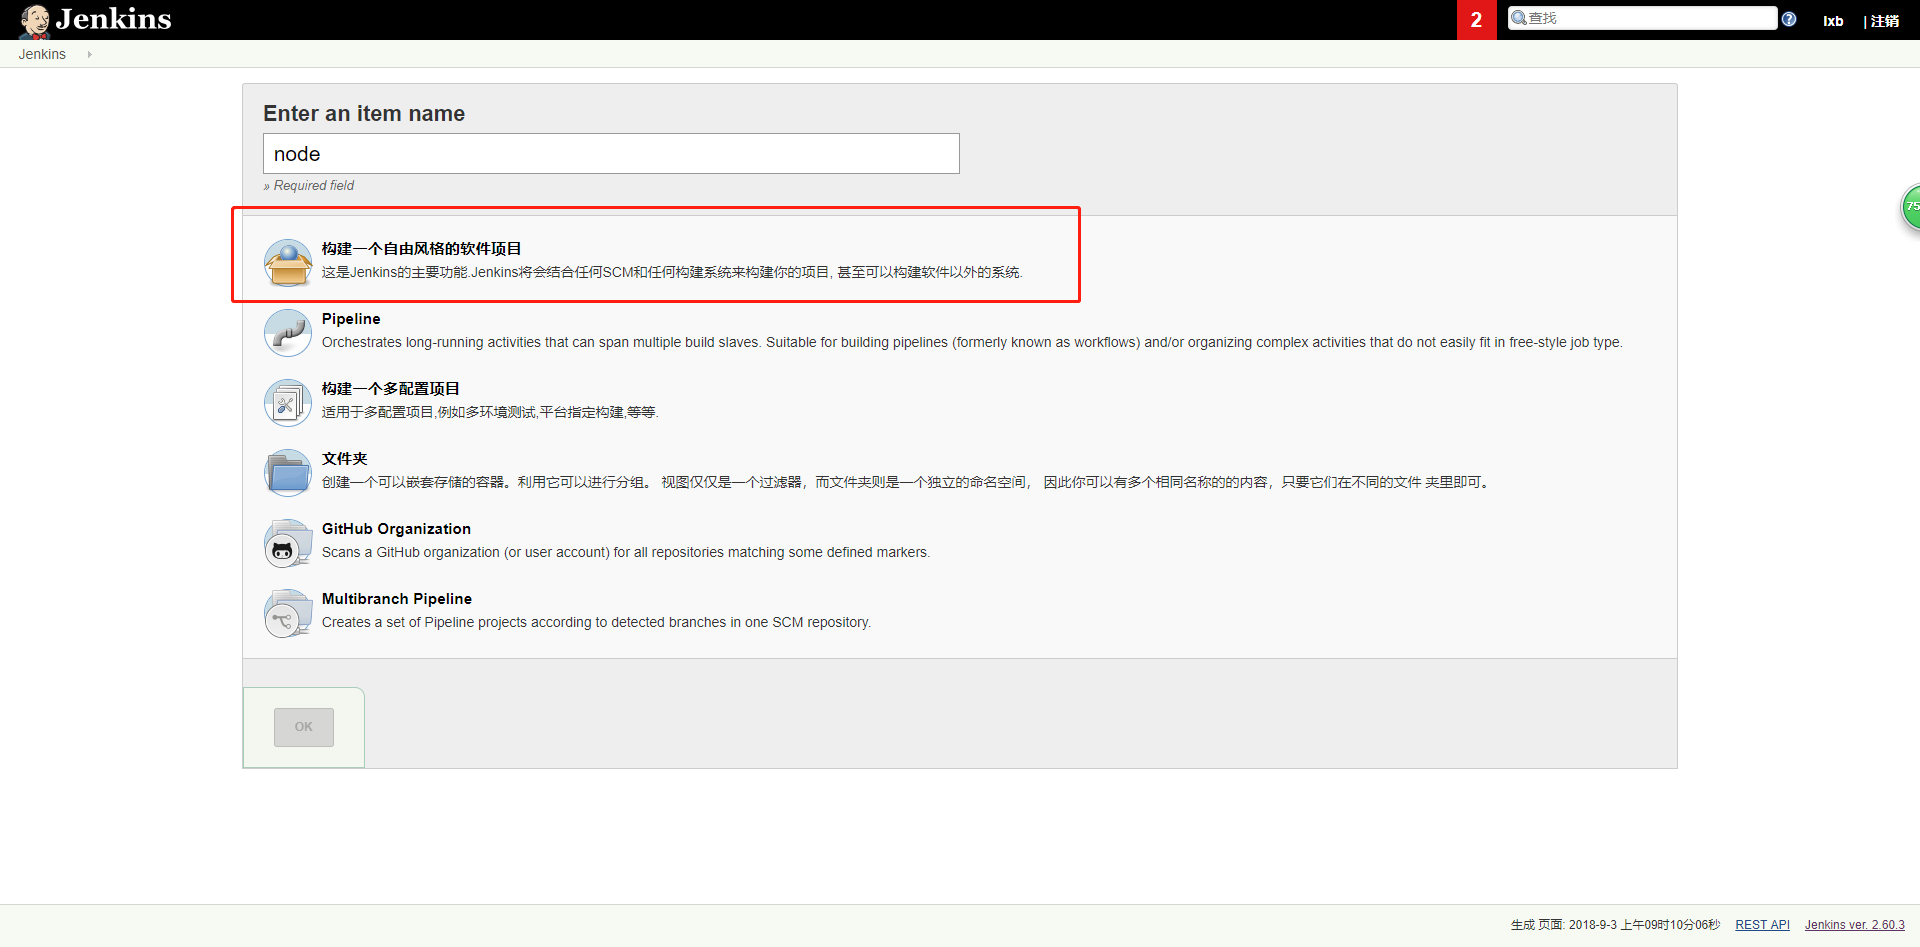 Jenkins
2
查找
lxb
| 注销
Jenkins
Enter an item name
node
» Required field
75
构建一个自由风格的软件项目
这是Jenkins的主要功能.Jenkins将会结合任何SCM和任何构建系统来构建你的项目, 甚至可以构建软件以外的系统.
Pipeline
Orchestrates long-running activities that can span multiple build slaves. Suitable for building pipelines (formerly known as workflows) and/or organizing complex activities that do not easily fit in free-style job type.
构建一个多配置项目
适用于多配置项目,例如多环境测试,平台指定构建,等等.
文件夹
创建一个可以嵌套存储的容器。利用它可以进行分组。 视图仅仅是一个过滤器，而文件夹则是一个独立的命名空间， 因此你可以有多个相同名称的的内容，只要它们在不同的文件 夹里即可。
GitHub Organization
Scans a GitHub organization (or user account) for all repositories matching some defined markers.
Multibranch Pipeline
Creates a set of Pipeline projects according to detected branches in one SCM repository.
OK
生成 页面: 2018-9-3 上午09时10分06秒 REST API Jenkins ver. 2.60.3